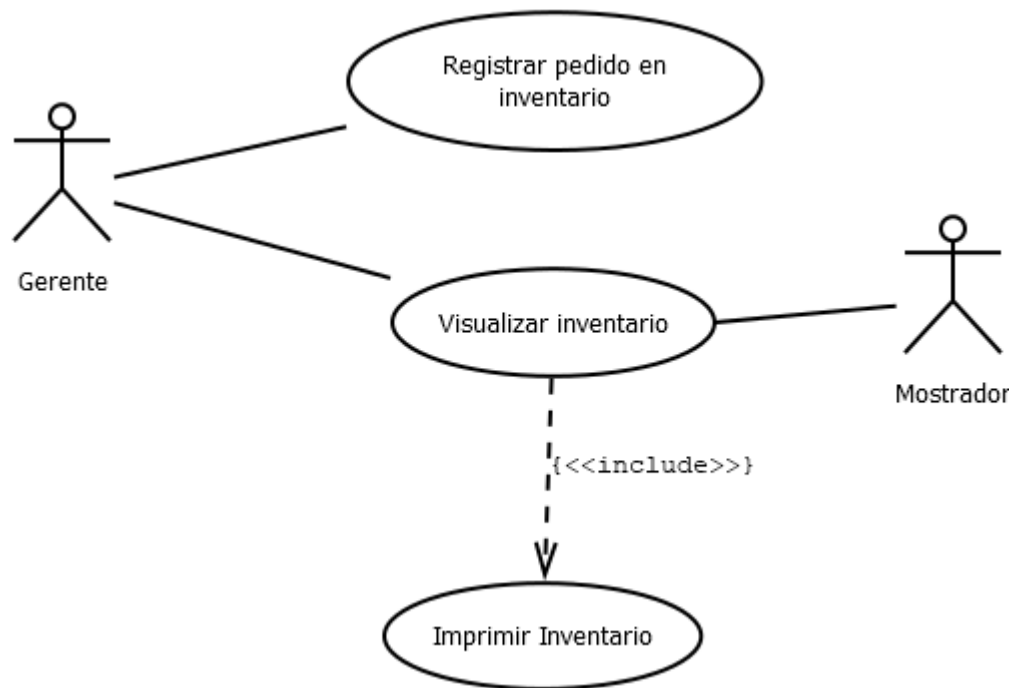 Registrar pedido en
inventario
Gerente
Visualizar inventario
Mostrador
{<<include>>}
Imprimir Inventario